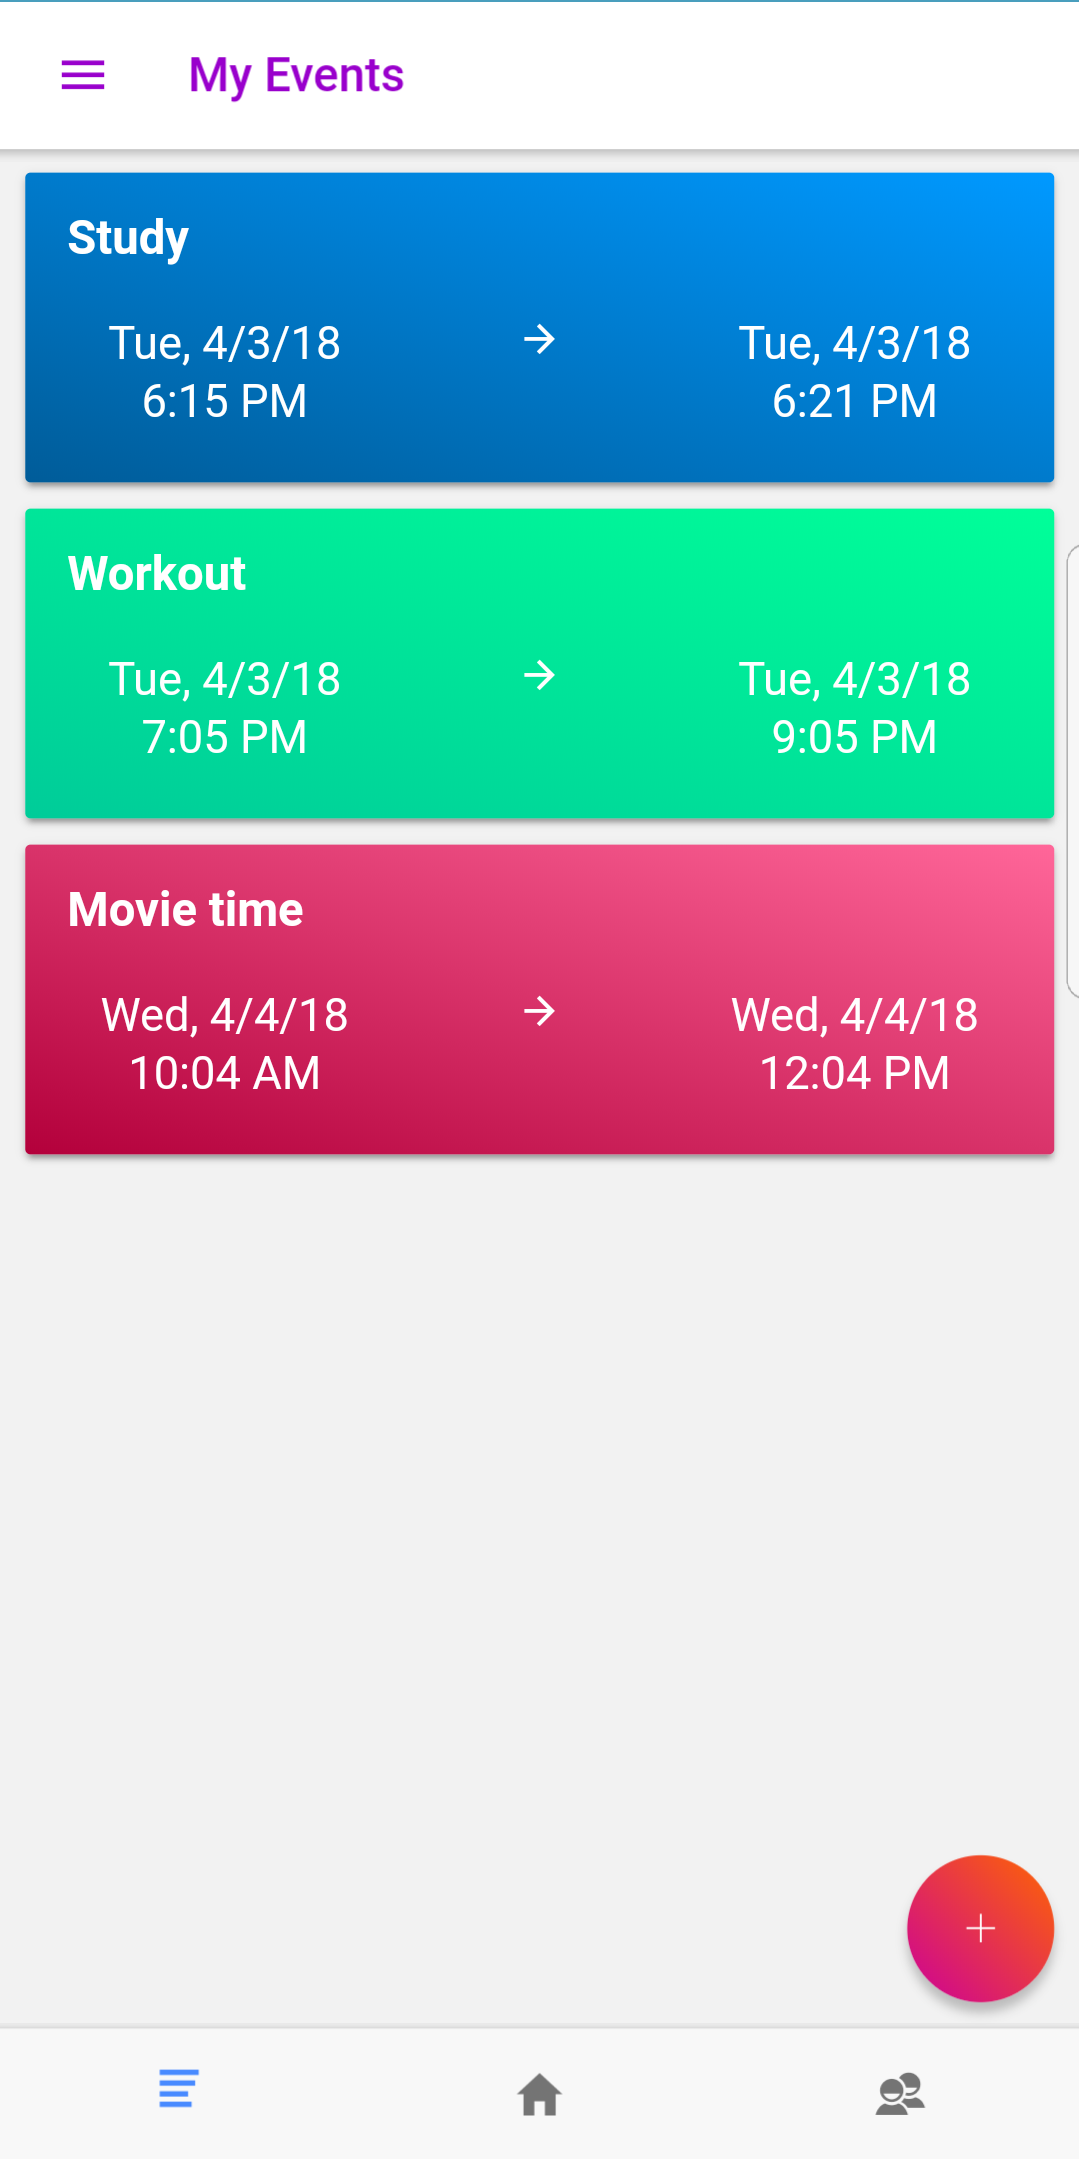 My Events
Study
Tue, 4/3/18 → Tue, 4/3/18
6:15 PM 6:21 PM
Workout
Tue, 4/3/18 → Tue, 4/3/18
7:05 PM 9:05 PM
Movie time
Wed, 4/4/18 → Wed, 4/4/18
10:04 AM 12:04 PM